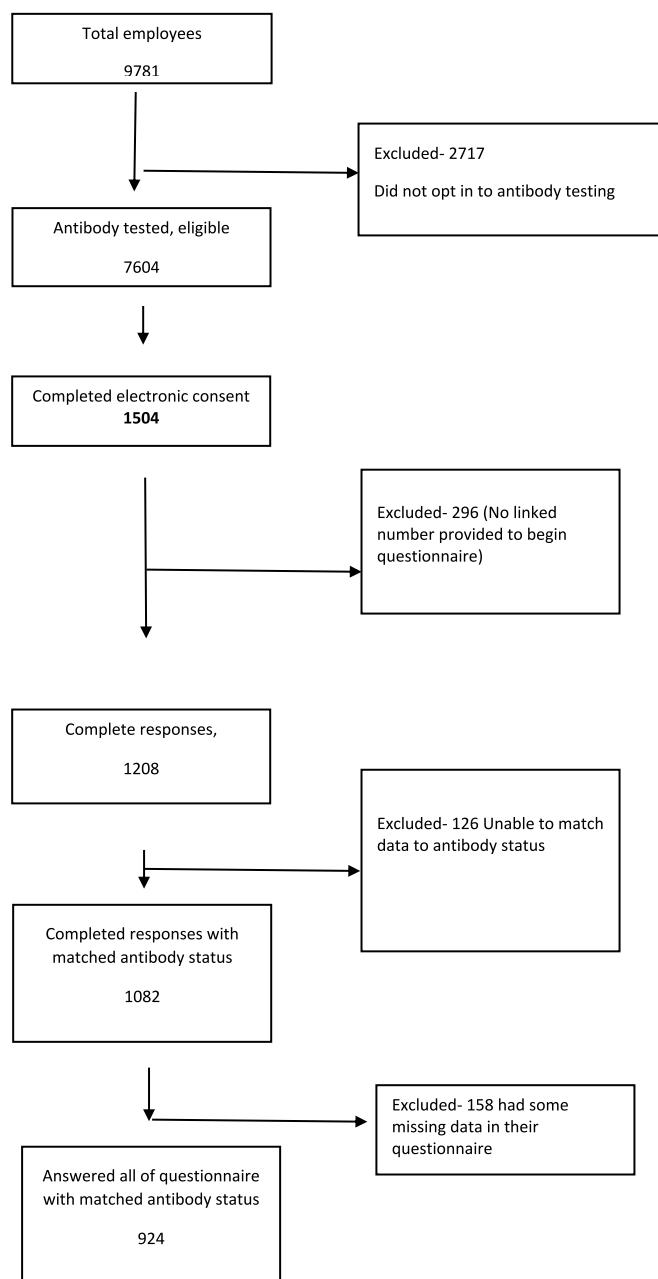 Total employees
9781
Excluded- 2717
Did not opt in to antibody testing
Antibody tested, eligible
7604
Completed electronic consent
1504
Excluded- 296 (No linked
number provided to begin
questionnaire)
Complete responses,
1208
Excluded- 126 Unable to match
data to antibody status
Completed responses with
matched antibody status
1082
Excluded- 158 had some
missing data in their
questionnaire
Answered all of questionnaire
with matched antibody status
924